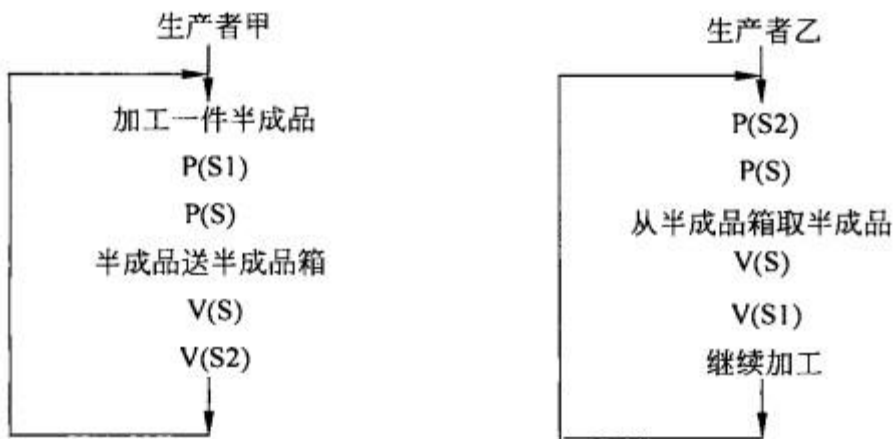 生产者甲
加工一件半成品
P(S1)
P(S)
半成品送半成品箱
V(S)
V(S2)
生产者乙
P(S2)
P(S)
从半成品箱取半成品
V(S)
V(S1)
继续加工